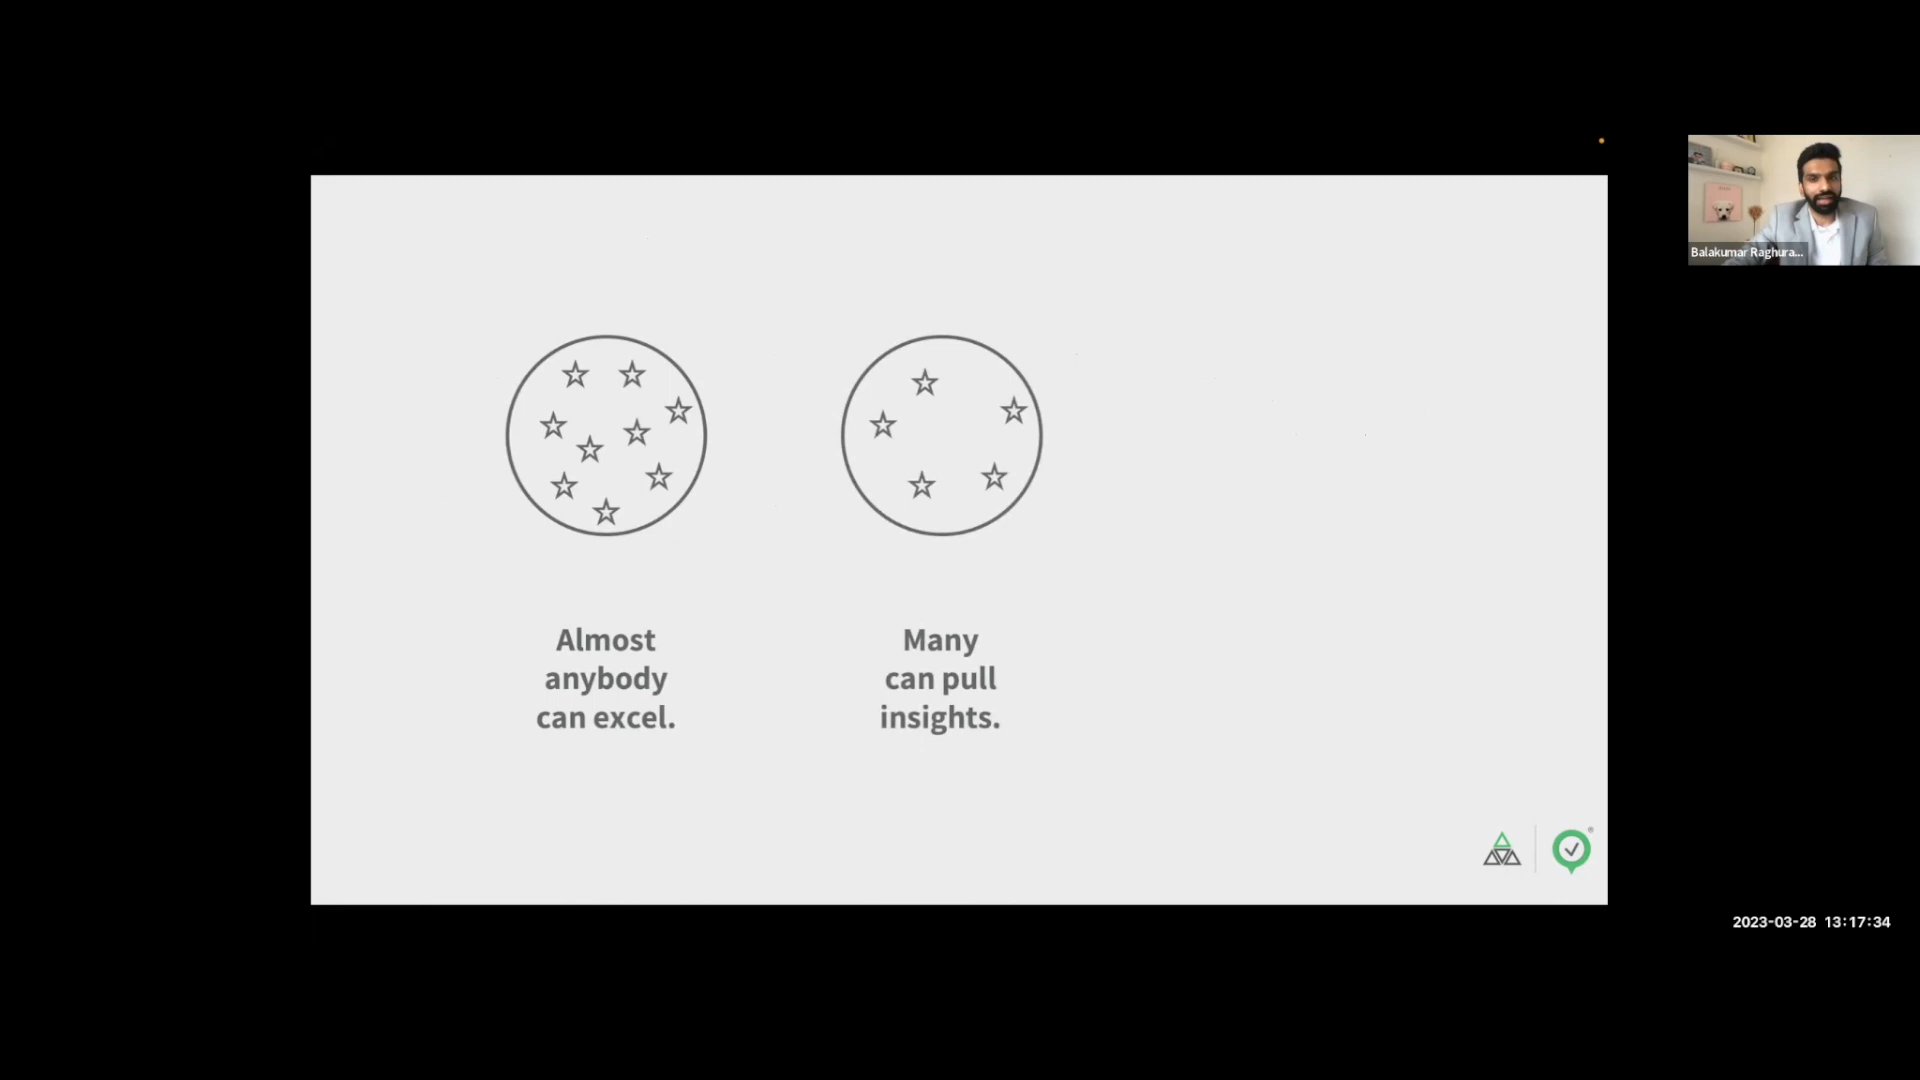 Almost
anybody
can excel.
Many
can pull
insights.
Balakumar Raghura...
®
2023-03-28 13:17:34